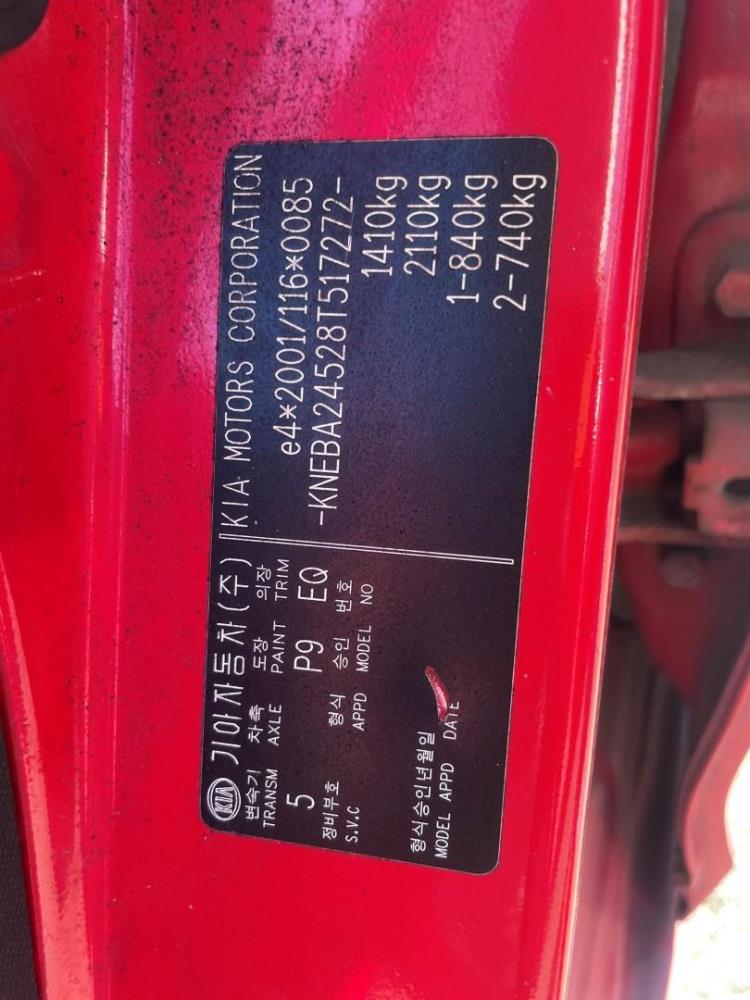 KIA 기아자동차(주) KIA MOTORS CORPORATION
변속기 차축 도장 의장
TRANSM AXLE PAINT TRIM
e4*2001/116*0085
5 P9 EQ
-KNEBA24528T517272-
정비부호 형식 승인 번호
S.V.C APPD MODEL NO
1410kg
2110kg
형식승인년월일
MODEL APPD DATE
1-840kg
2-740kg